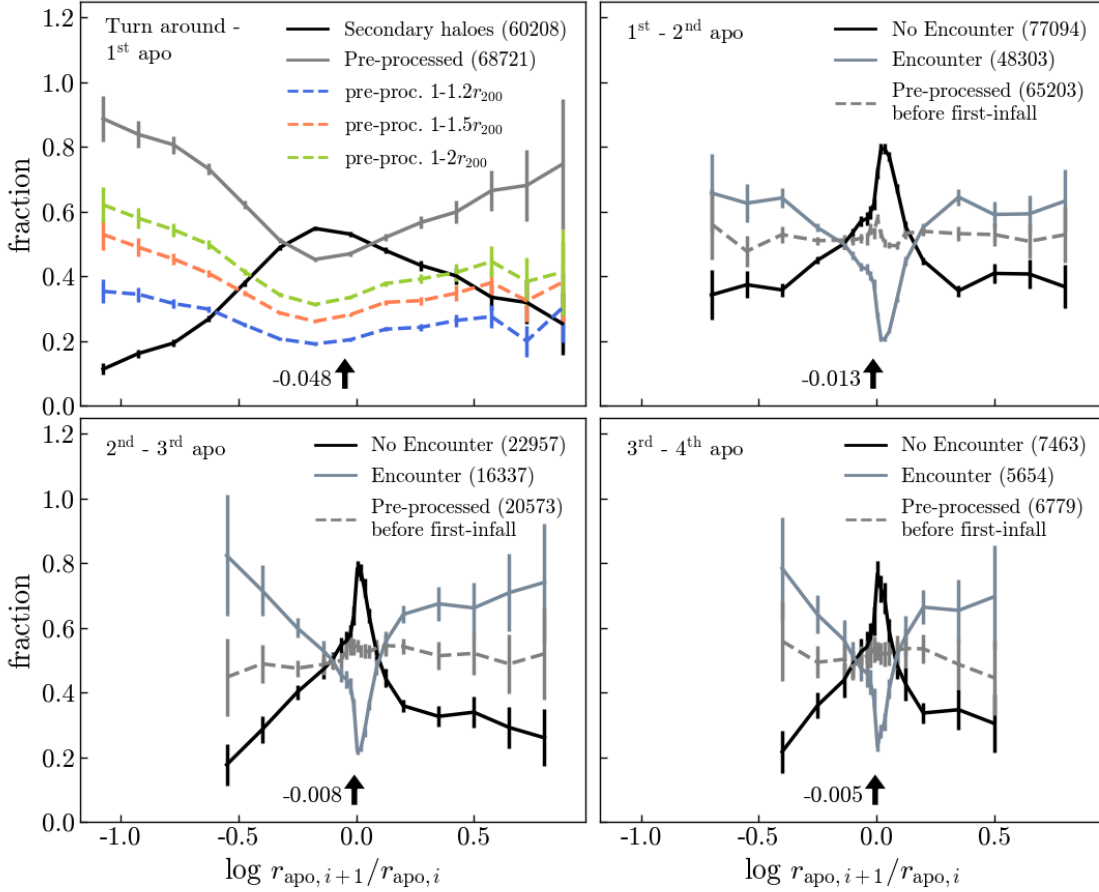 Turn around -
1st apo
Secondary haloes (60208)
Pre-processed (68721)
pre-proc. 1-1.2r200
pre-proc. 1-1.5r200
pre-proc. 1-2r200
-0.048
1.2
1.0
0.8
0.6
0.4
0.2
0.0
fraction
1st - 2nd apo
No Encounter (77094)
Encounter (48303)
Pre-processed (65203)
before first-infall
-0.013
2nd - 3rd apo
No Encounter (22957)
Encounter (16337)
Pre-processed (20573)
before first-infall
-0.008
1.2
1.0
0.8
0.6
0.4
0.2
0.0
fraction
-1.0
-0.5
0.0
0.5
log rapo, i+1/rapo, i
3rd - 4th apo
No Encounter (7463)
Encounter (5654)
Pre-processed (6779)
before first-infall
-0.005
-1.0
-0.5
0.0
0.5
log rapo, i+1/rapo, i